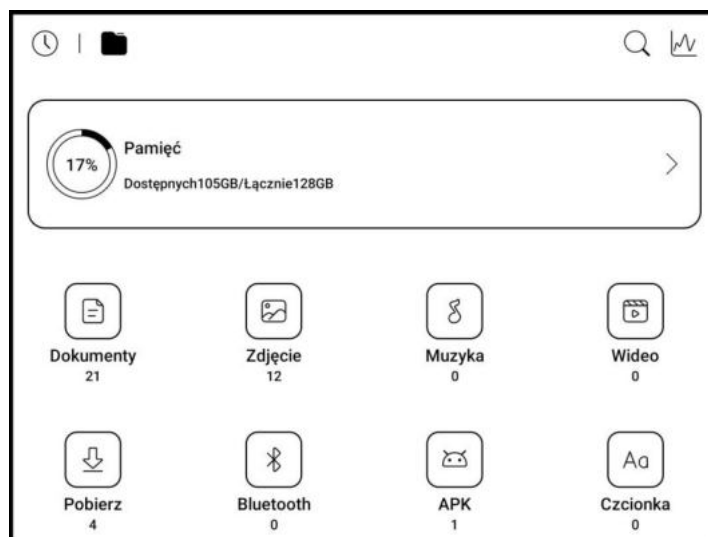 17%
Pamięć
Dostępnych105GB/Łącznie128GB
Dokumenty
21
Zdjęcie
12
Muzyka
0
Wideo
0
Pobierz
4
Bluetooth
0
APK
1
Aa
Czcionka
0